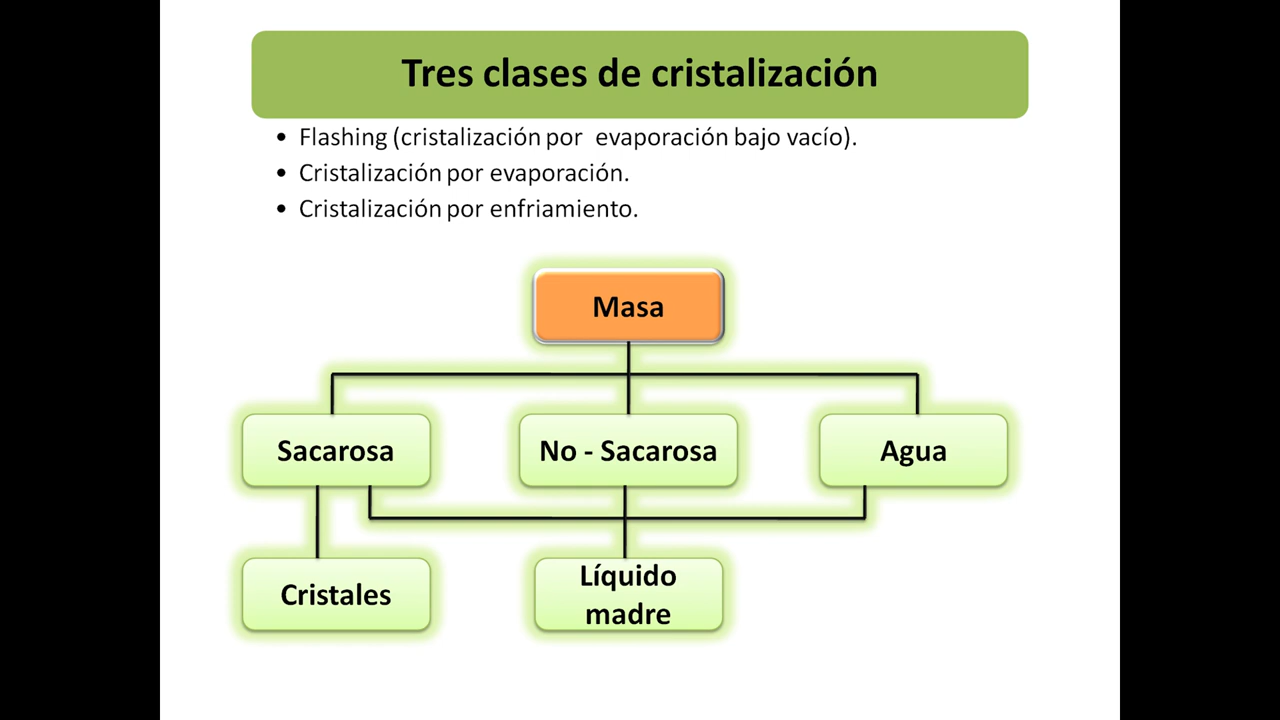 Tres clases de cristalización
• Flashing (cristalización por evaporación bajo vacío).
• Cristalización por evaporación.
• Cristalización por enfriamiento.
Masa
Sacarosa
No - Sacarosa
Agua
Cristales
Líquido
madre